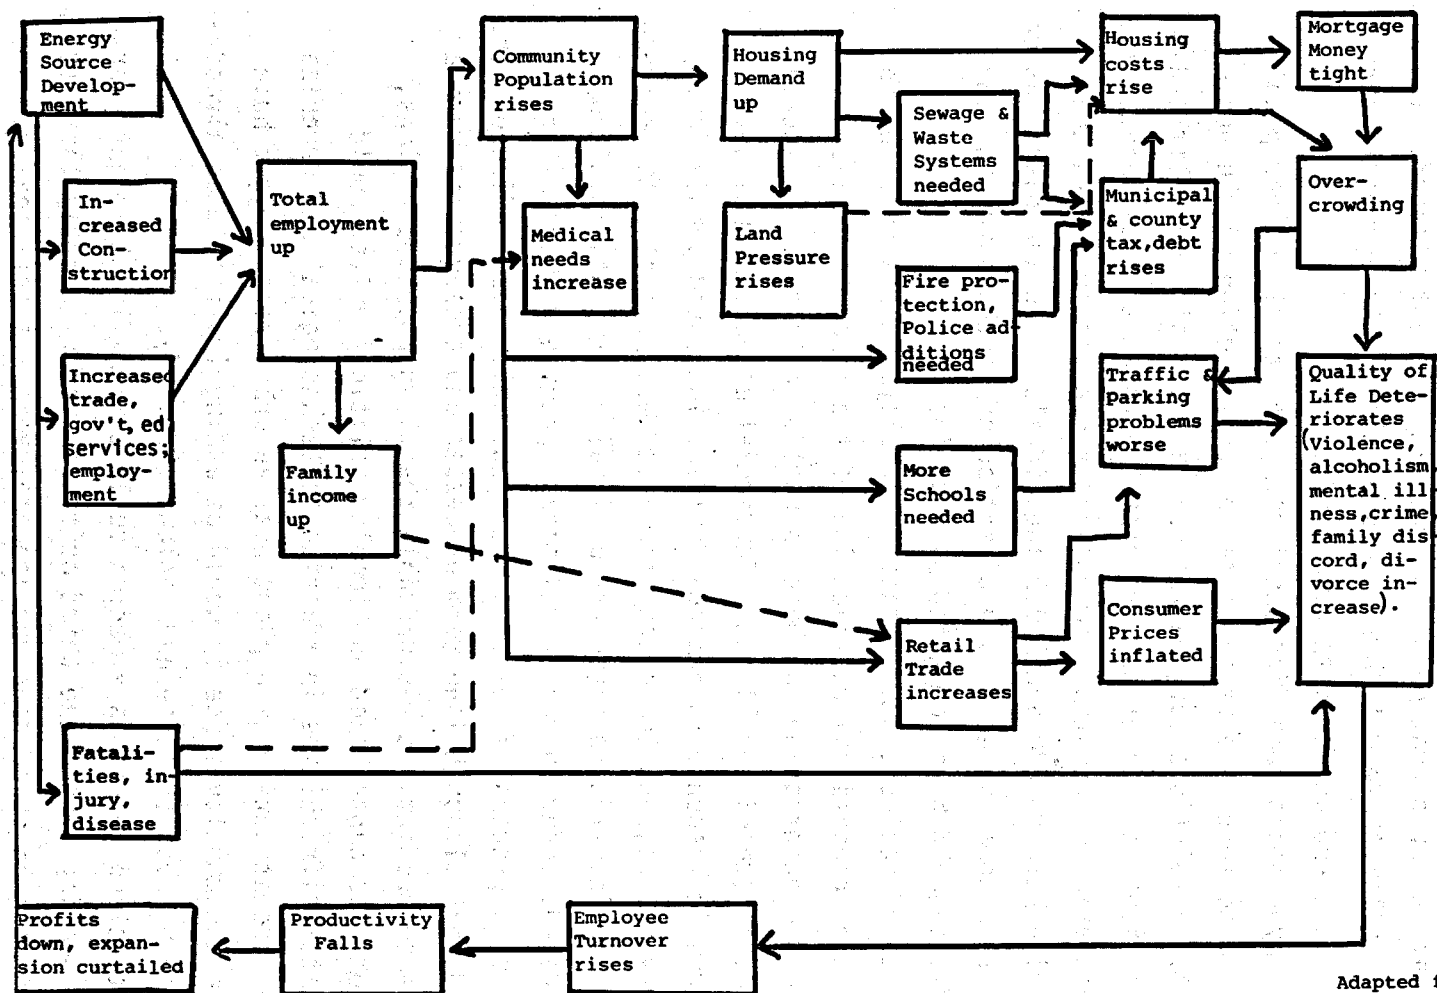 Energy
Source
Develop-
ment
In-
creased
Con-
struction
Increased
trade,
gov't, ed
services;
employ-
ment
Fatali-
ties, in-
jury,
disease
Total
employment
up
Family
income
up
Community
Population
rises
Medical
needs
increase
Housing
Demand
up
Land
Pressure
rises
Sewage &
Waste
Systems
needed
Fire pro-
tection,
Police ad-
ditions
needed
More
Schools
needed
Retail
Trade
increases
Housing
costs
rise
Municipal
& county
tax,debt
rises
Traffic &
parking
problems
worse
Consumer
Prices
inflated
Mortgage
Money
tight
Over-
crowding
Quality of
Life Dete-
riorates
(Violence,
alcoholism,
mental ill-
ness,crime,
family dis-
cord, di-
vorce in-
crease).
Employee
Turnover
rises
Productivity
Falls
Profits
down, expan-
sion curtailed
Adapted